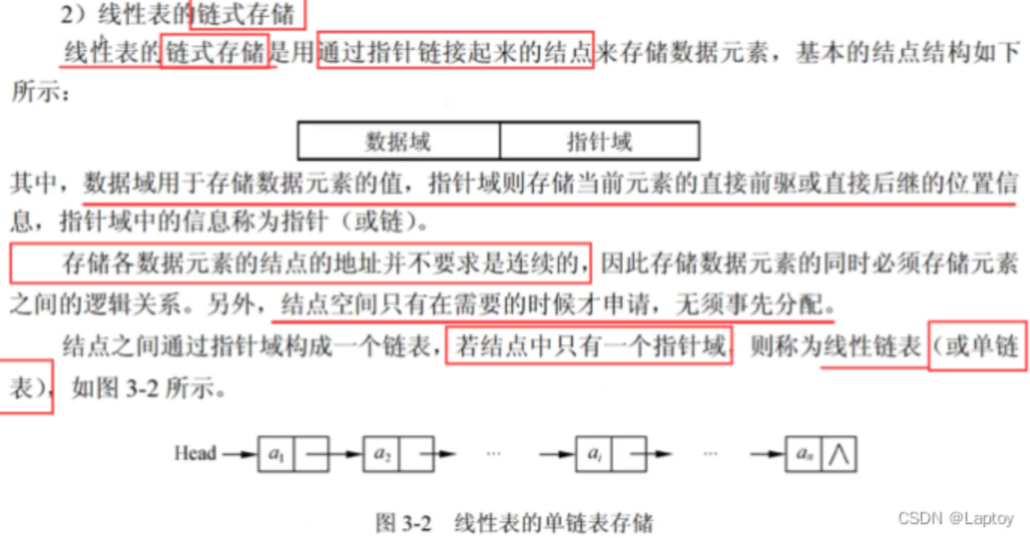 2）线性表的链式存储
线性表的链式存储是用通过指针链接起来的结点来存储数据元素，基本的结点结构如下
所示：
数据域 指针域
其中，数据域用于存储数据元素的值，指针域则存储当前元素的直接前驱或直接后继的位置信
息，指针域中的信息称为指针（或链）。
存储各数据元素的结点的地址并不要求是连续的，因此存储数据元素的同时必须存储元素
之间的逻辑关系。另外，结点空间只有在需要的时候才申请，无须事先分配。
结点之间通过指针域构成一个链表，若结点中只有一个指针域，则称为线性链表（或单链
表），如图 3-2 所示。
Head a₁ a₂ ... aᵢ ... aₙ ∧
图 3-2 线性表的单链表存储
CSDN @Laptoy